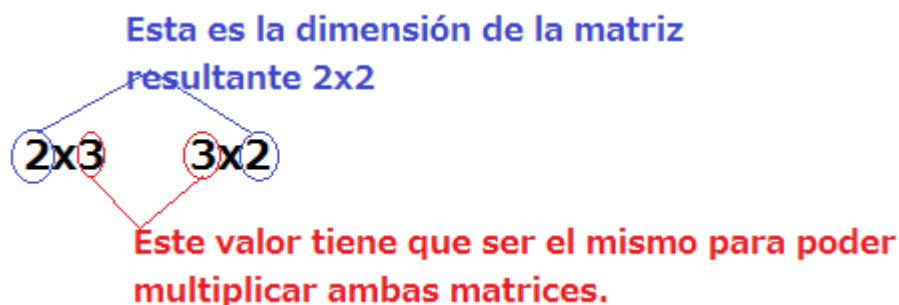 Esta es la dimensión de la matriz
resultante 2x2
2x3 3x2
Este valor tiene que ser el mismo para poder
multiplicar ambas matrices.